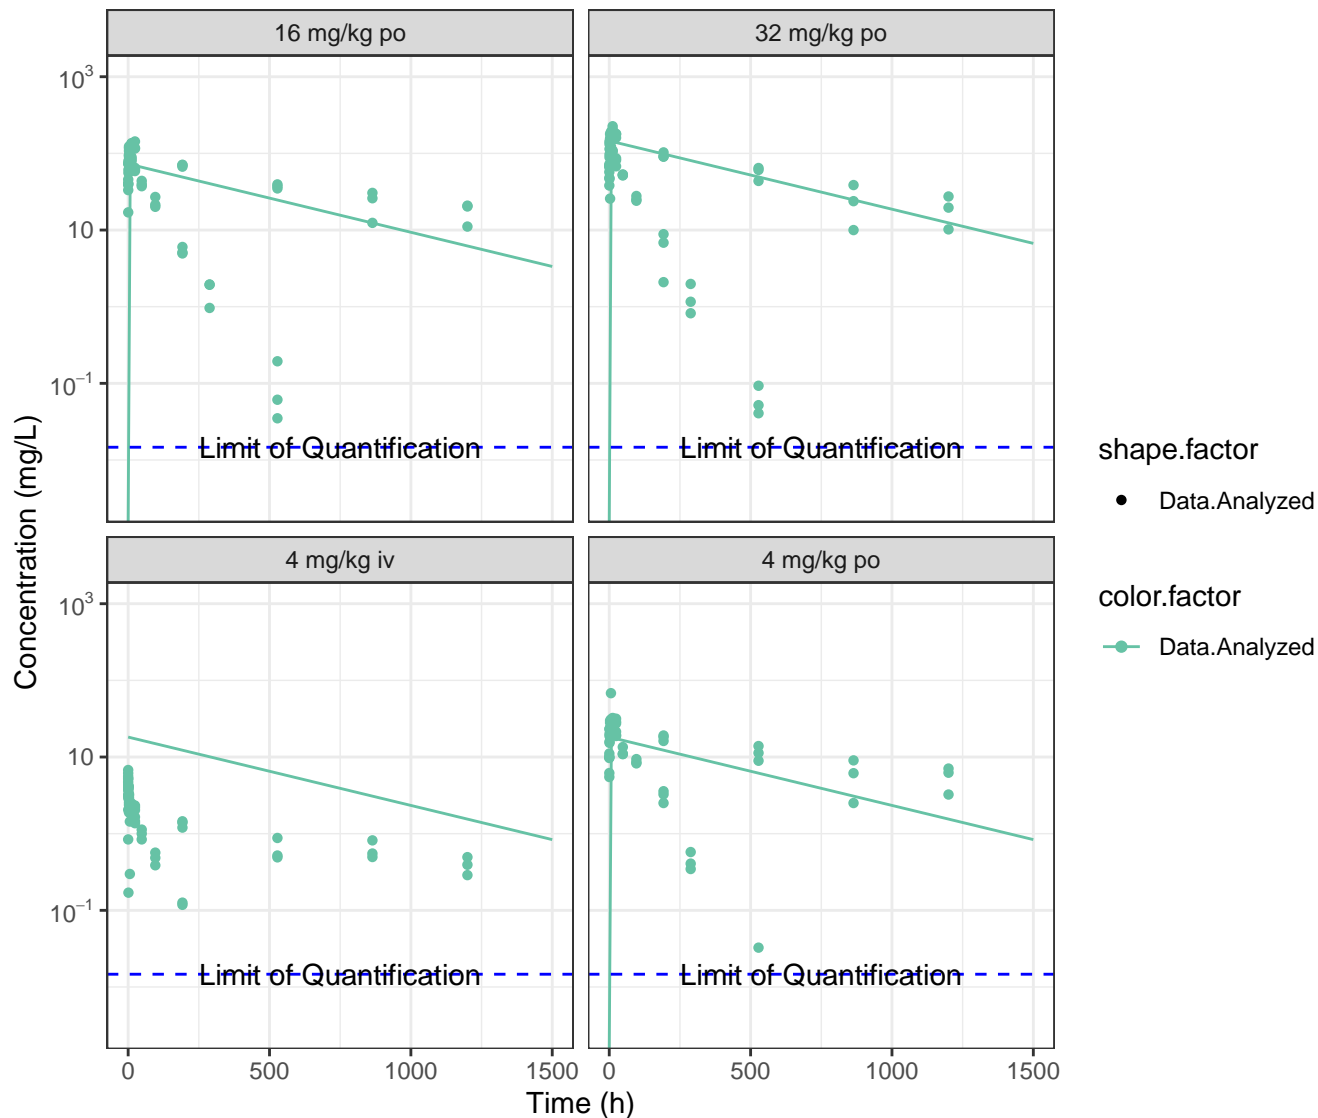 16 mg/kg po
32 mg/kg po
10³
10
10⁻¹
Limit of Quantification
Limit of Quantification
4 mg/kg iv
4 mg/kg po
10³
10
10⁻¹
Limit of Quantification
Limit of Quantification
0 500 1000 1500
0 500 1000 1500
Time (h)
Concentration (mg/L)
shape.factor
Data.Analyzed
color.factor
Data.Analyzed